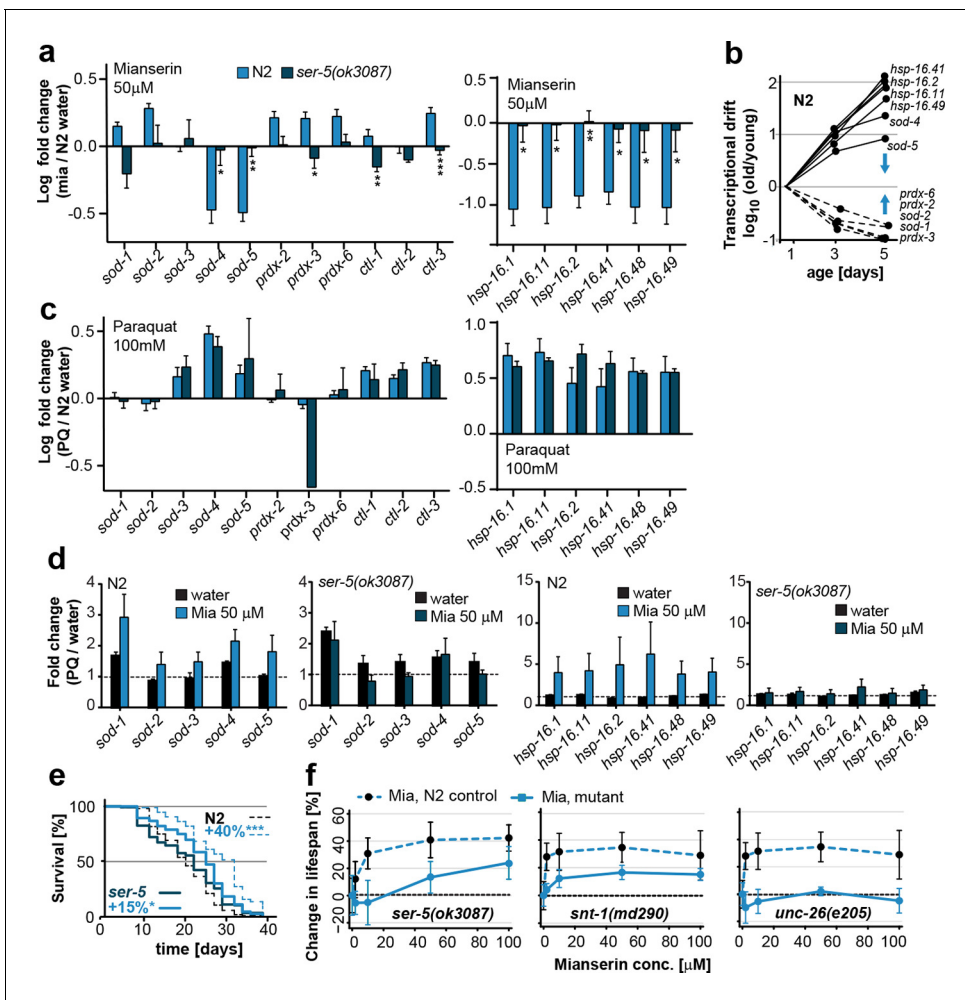 a
Mianserin
50µM
N2
ser-5(ok3087)
Log fold change
(mia / N2 water)
0.5
0.0
-0.5
*
**
*
**
***
sod-1
sod-2
sod-3
sod-4
sod-5
prdx-2
prdx-3
prdx-6
ctl-1
ctl-2
ctl-3
Mianserin
50µM
0.5
0.0
-0.5
-1.0
*
*
**
*
*
*
hsp-16.1
hsp-16.11
hsp-16.2
hsp-16.41
hsp-16.48
hsp-16.49
b
N2
Transcriptional drift
log10 (old/young)
2
1
0
-1
hsp-16.41
hsp-16.2
hsp-16.11
hsp-16.49
sod-4
sod-5
prdx-6
prdx-2
sod-2
sod-1
prdx-3
1
3
5
age [days]
c
Paraquat
100mM
Log fold change
(PQ / N2 water)
0.5
0.0
-0.5
sod-1
sod-2
sod-3
sod-4
sod-5
prdx-2
prdx-3
prdx-6
ctl-1
ctl-2
ctl-3
1.0
0.5
0.0
-0.5
Paraquat
100mM
hsp-16.1
hsp-16.11
hsp-16.2
hsp-16.41
hsp-16.48
hsp-16.49
d
Fold change
(PQ / water)
N2
water
Mia 50 µM
4
3
2
1
0
sod-1
sod-2
sod-3
sod-4
sod-5
ser-5(ok3087)
water
Mia 50 µM
4
3
2
1
0
sod-1
sod-2
sod-3
sod-4
sod-5
N2
water
Mia 50 µM
15
10
5
0
hsp-16.1
hsp-16.11
hsp-16.2
hsp-16.41
hsp-16.48
hsp-16.49
ser-5(ok3087)
water
Mia 50 µM
15
10
5
0
hsp-16.1
hsp-16.11
hsp-16.2
hsp-16.41
hsp-16.48
hsp-16.49
e
Survival [%]
100
50
0
N2
+40%***
ser-5
+15%*
0
10
20
30
40
time [days]
f
Mia, N2 control
Mia, mutant
Change in lifespan [%]
60
40
20
0
-20
ser-5(ok3087)
0
50
100
snt-1(md290)
0
20
40
60
80
100
unc-26(e205)
0
20
40
60
80
100
Mianserin conc. [µM]